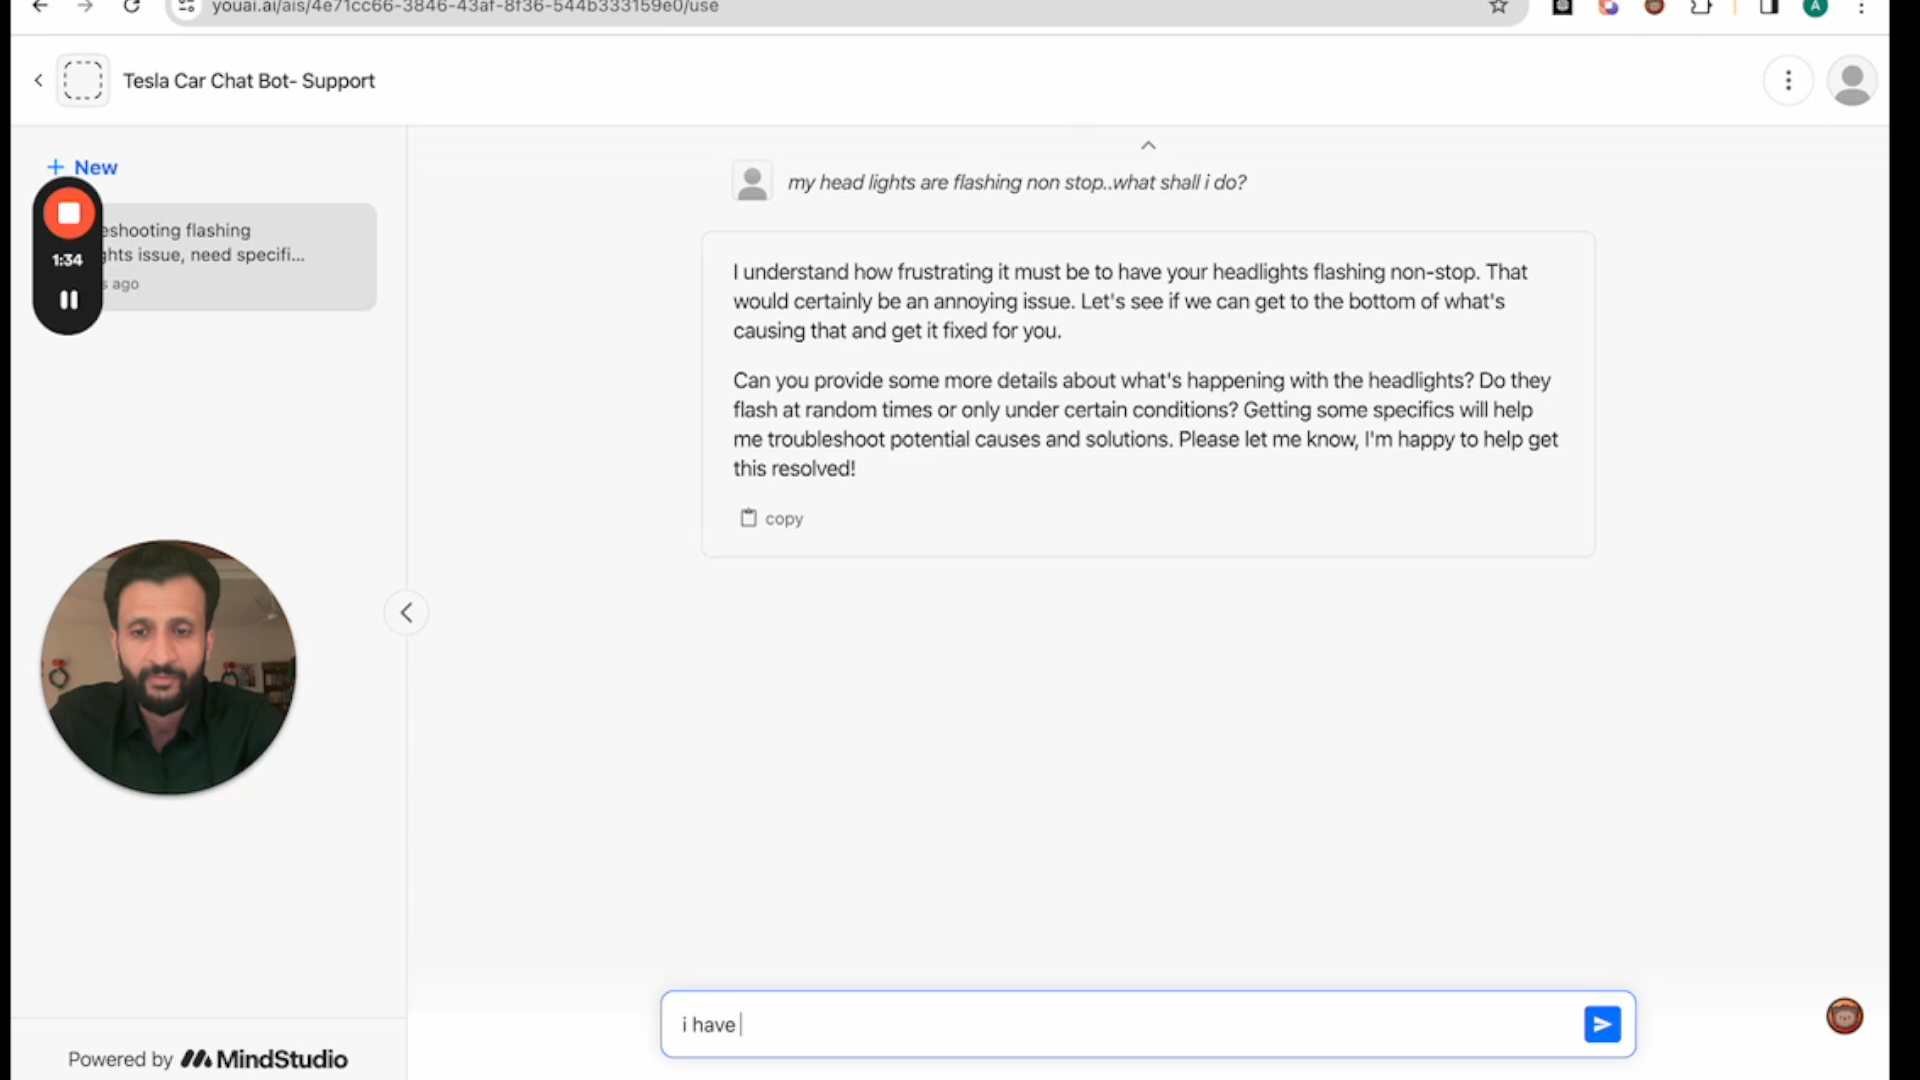 youai.ai/ais/4e71cc66-3846-43af-8f36-544b333159e0/use
A
Tesla Car Chat Bot- Support
+ New
eshooting flashing
ghts issue, need specifi...
s ago
1:34
my head lights are flashing non stop..what shall i do?
I understand how frustrating it must be to have your headlights flashing non-stop. That
would certainly be an annoying issue. Let's see if we can get to the bottom of what's
causing that and get it fixed for you.
Can you provide some more details about what's happening with the headlights? Do they
flash at random times or only under certain conditions? Getting some specifics will help
me troubleshoot potential causes and solutions. Please let me know, I'm happy to help get
this resolved!
copy
i have
Powered by MindStudio